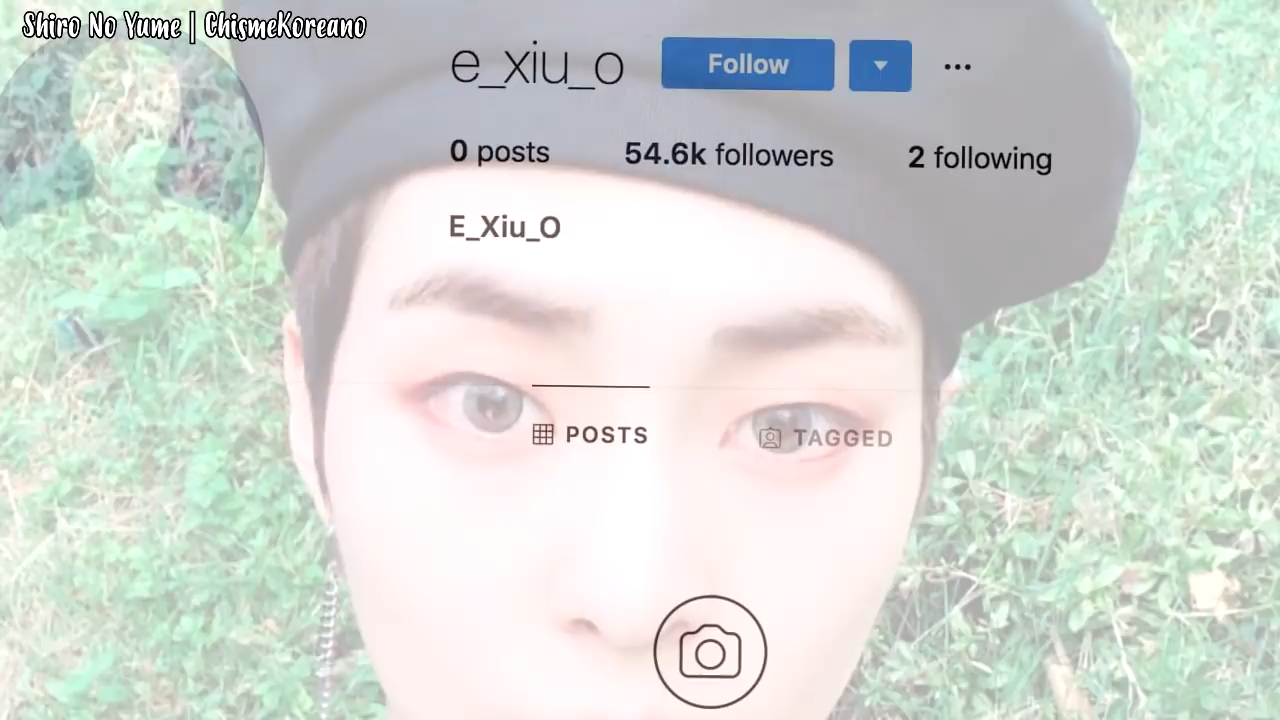 Shiro No Yume | ChismeKoreano
e_xiu_o Follow
0 posts 54.6k followers 2 following
E_Xiu_O
POSTS TAGGED